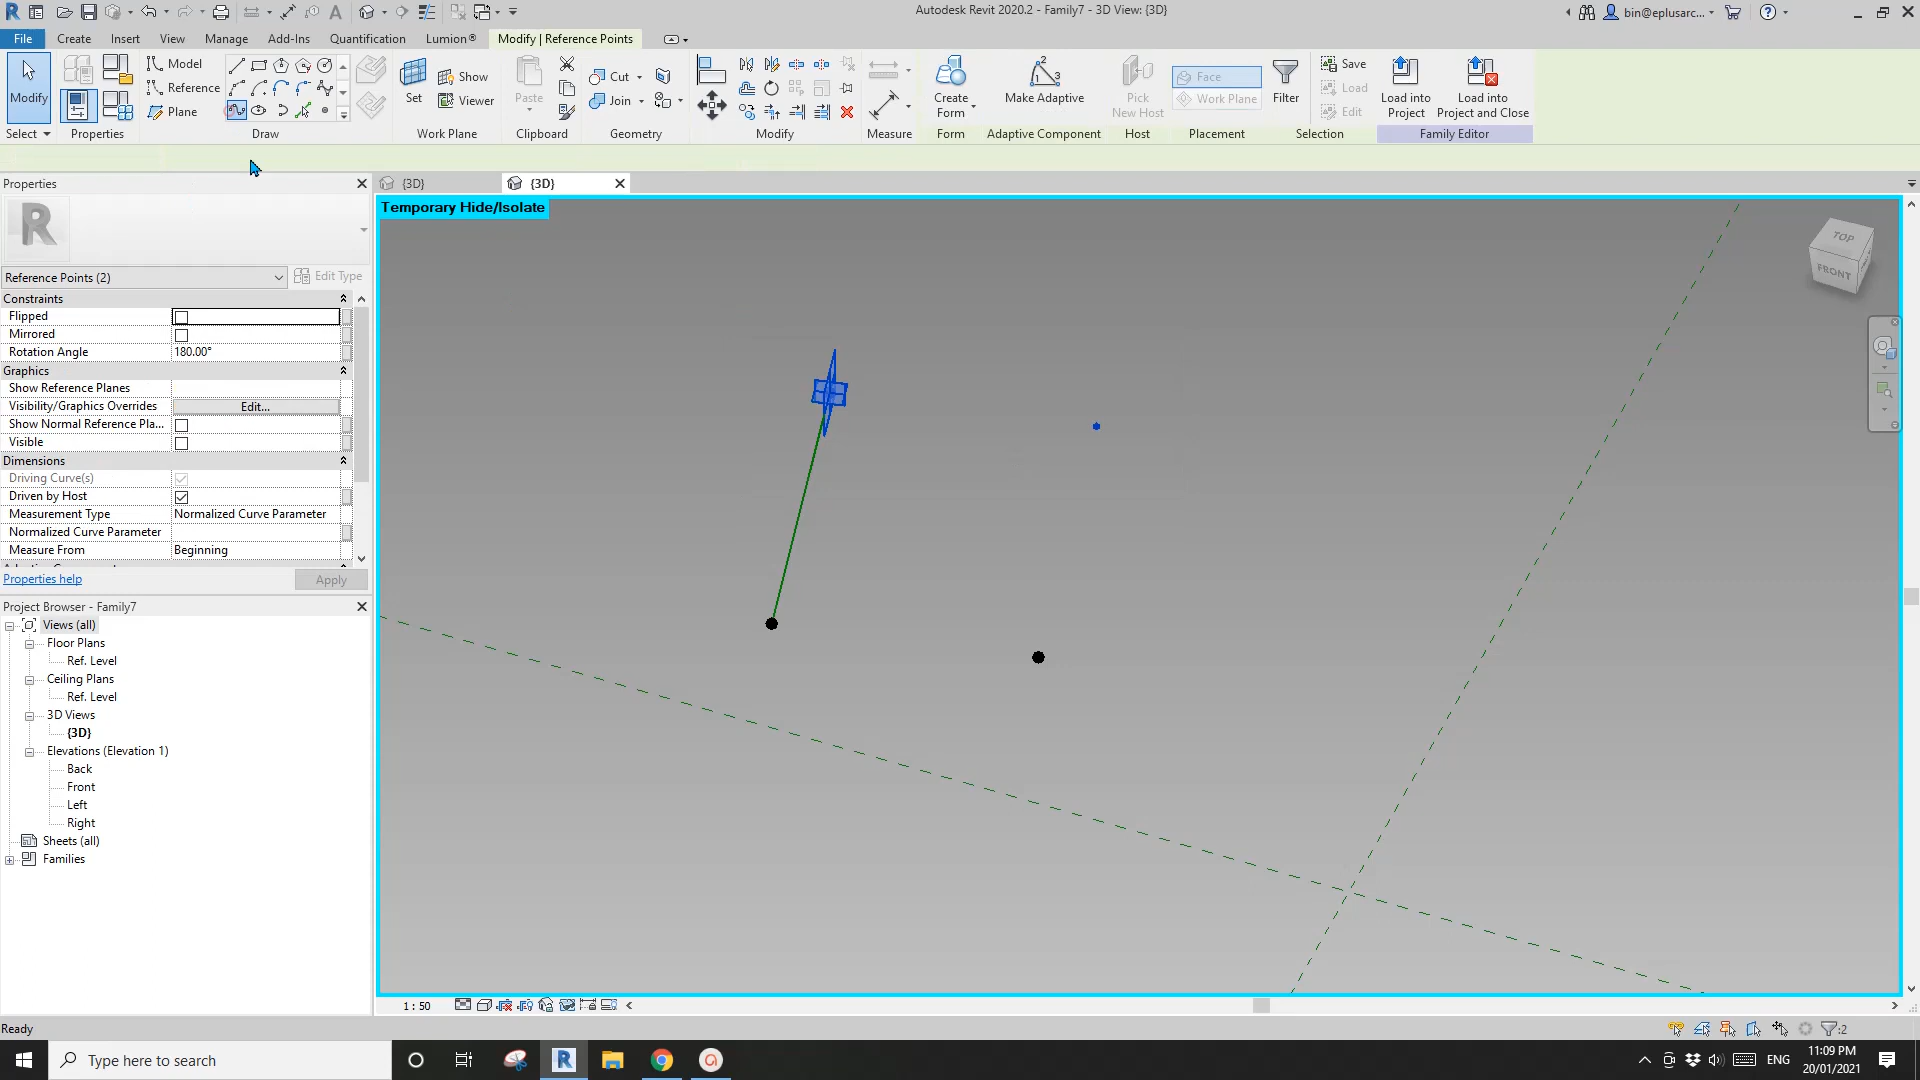 Autodesk Revit 2020.2 - Family7 - 3D View: {3D}
bin@eplusarc...
File
Create
Insert
View
Manage
Add-Ins
Quantification
Lumion®
Modify | Reference Points
Modify
Select
Properties
Model
Reference
Plane
Draw
Set
Show
Viewer
Work Plane
Paste
Clipboard
Cut
Join
Geometry
Modify
Measure
Create
Form
Form
Make Adaptive
Adaptive Component
Pick
New Host
Host
Face
Work Plane
Placement
Filter
Save
Load
Edit
Selection
Load into
Project
Load into
Project and Close
Family Editor
Properties
{3D}
{3D}
Temporary Hide/Isolate
TOP
FRONT
Reference Points (2)
Edit Type
Constraints
Flipped
Mirrored
Rotation Angle 180.00°
Graphics
Show Reference Planes
Visibility/Graphics Overrides Edit...
Show Normal Reference Pla...
Visible
Dimensions
Driving Curve(s)
Driven by Host
Measurement Type Normalized Curve Parameter
Normalized Curve Parameter
Measure From Beginning
Properties help
Apply
Project Browser - Family7
Views (all)
Floor Plans
Ref. Level
Ceiling Plans
Ref. Level
3D Views
{3D}
Elevations (Elevation 1)
Back
Front
Left
Right
Sheets (all)
Families
1 : 50
Ready
:2
Type here to search
ENG
11:09 PM
20/01/2021